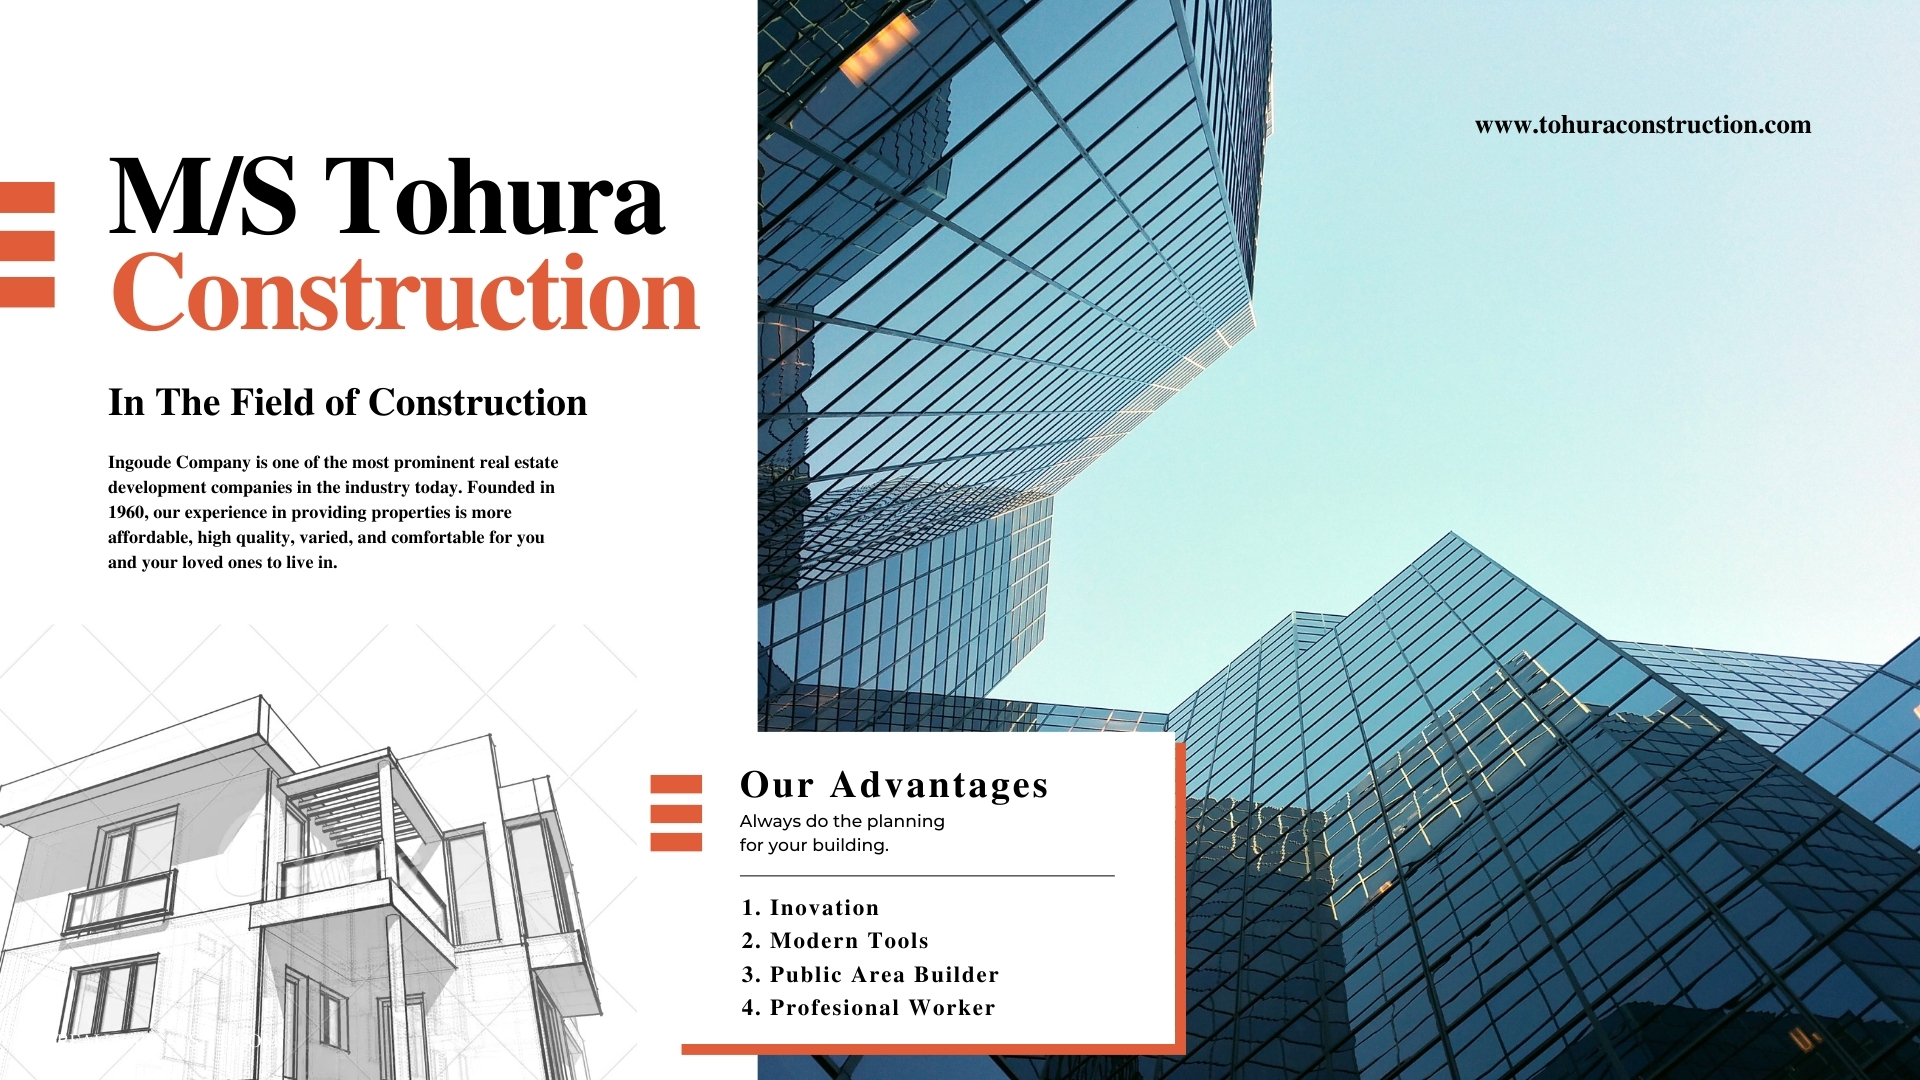 M/S Tohura
Construction
www.tohuraconstruction.com
In The Field of Construction
Ingoude Company is one of the most prominent real estate
development companies in the industry today. Founded in
1960, our experience in providing properties is more
affordable, high quality, varied, and comfortable for you
and your loved ones to live in.
Our Advantages
Always do the planning
for your building.
1. Inovation
2. Modern Tools
3. Public Area Builder
4. Profesional Worker